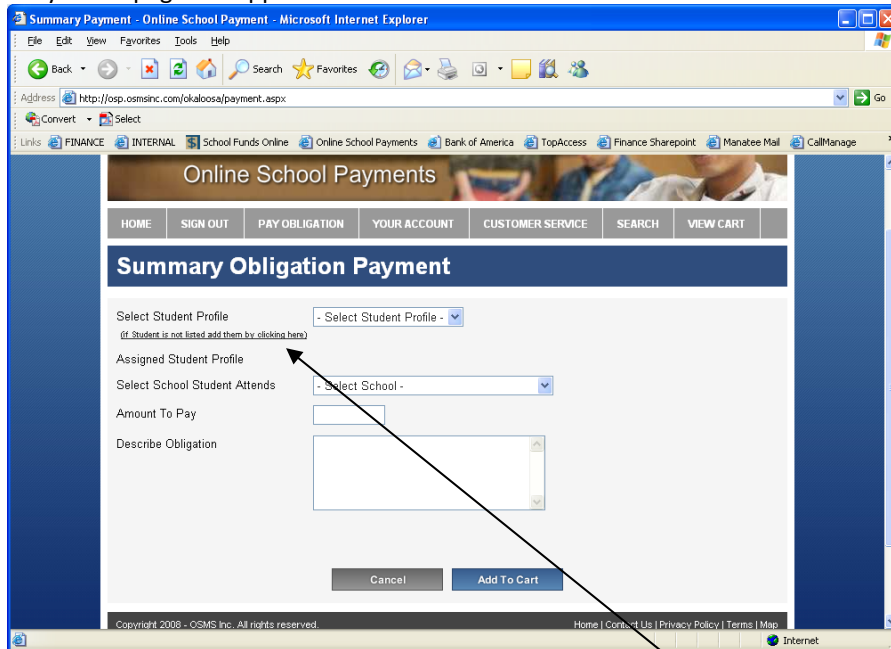 Summary Payment - Online School Payment - Microsoft Internet Explorer
File Edit View Favorites Tools Help
Back Search Favorites
Address http://osp.osmsinc.com/okaloosa/payment.aspx Go
Convert Select
Links FINANCE INTERNAL School Funds Online Online School Payments Bank of America TopAccess Finance Sharepoint Manatee Mail CallManage
Online School Payments
HOME SIGN OUT PAY OBLIGATION YOUR ACCOUNT CUSTOMER SERVICE SEARCH VIEW CART
Summary Obligation Payment
Select Student Profile - Select Student Profile -
(if Student is not listed add them by clicking here)
Assigned Student Profile
Select School Student Attends - Select School -
Amount To Pay
Describe Obligation
Cancel Add To Cart
Copyright 2008 - OSMS Inc. All rights reserved. Home | Contact Us | Privacy Policy | Terms | Map
Internet